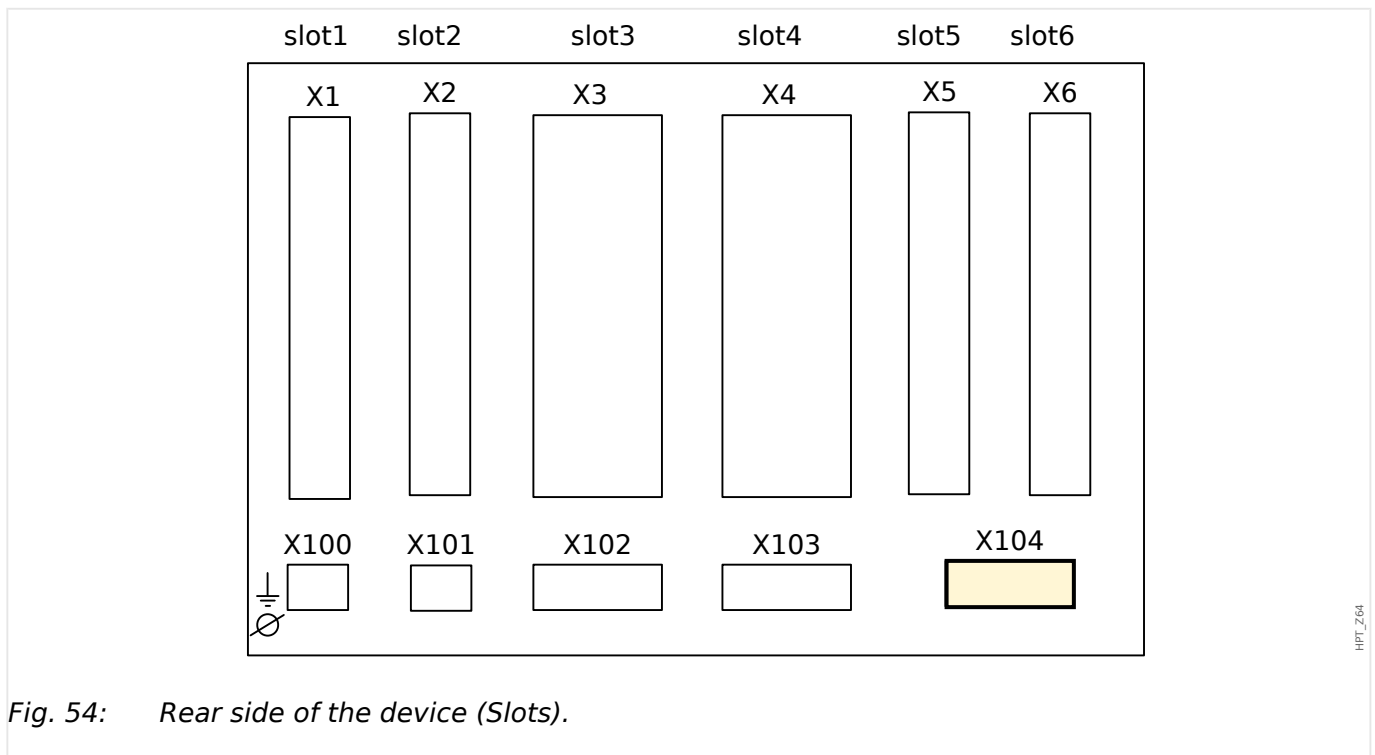 slot1 slot2 slot3 slot4 slot5 slot6
X1 X2 X3 X4 X5 X6
X100 X101 X102 X103 X104
HPT_Z64
Fig. 54: Rear side of the device (Slots).